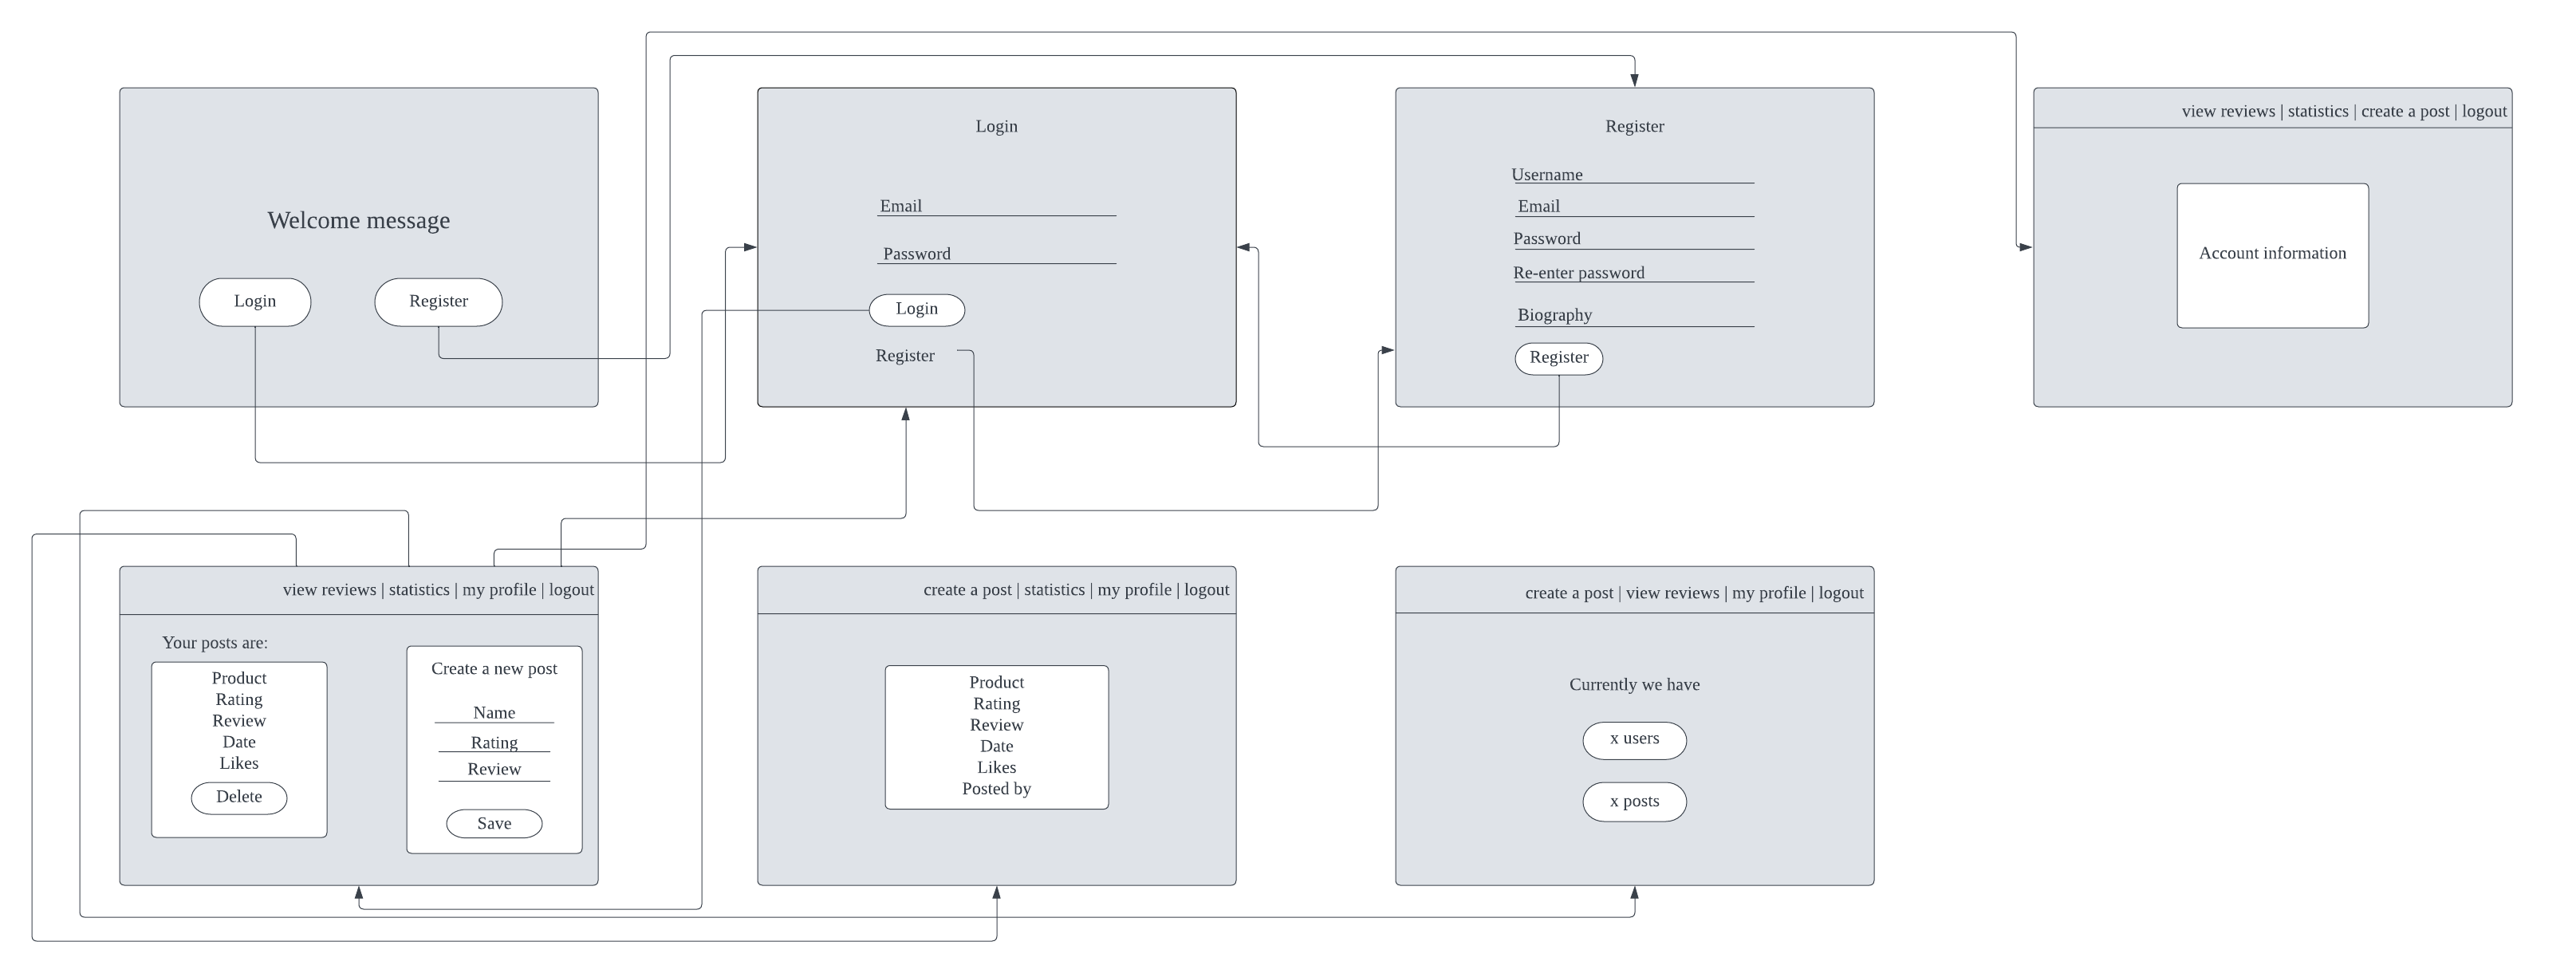 Welcome message
Login
Register
Login
Email
Password
Login
Register
Register
Username
Email
Password
Re-enter password
Biography
Register
view reviews | statistics | create a post | logout
Account information
view reviews | statistics | my profile | logout
Your posts are:
Product
Rating
Review
Date
Likes
Delete
Create a new post
Name
Rating
Review
Save
create a post | statistics | my profile | logout
Product
Rating
Review
Date
Likes
Posted by
create a post | view reviews | my profile | logout
Currently we have
x users
x posts